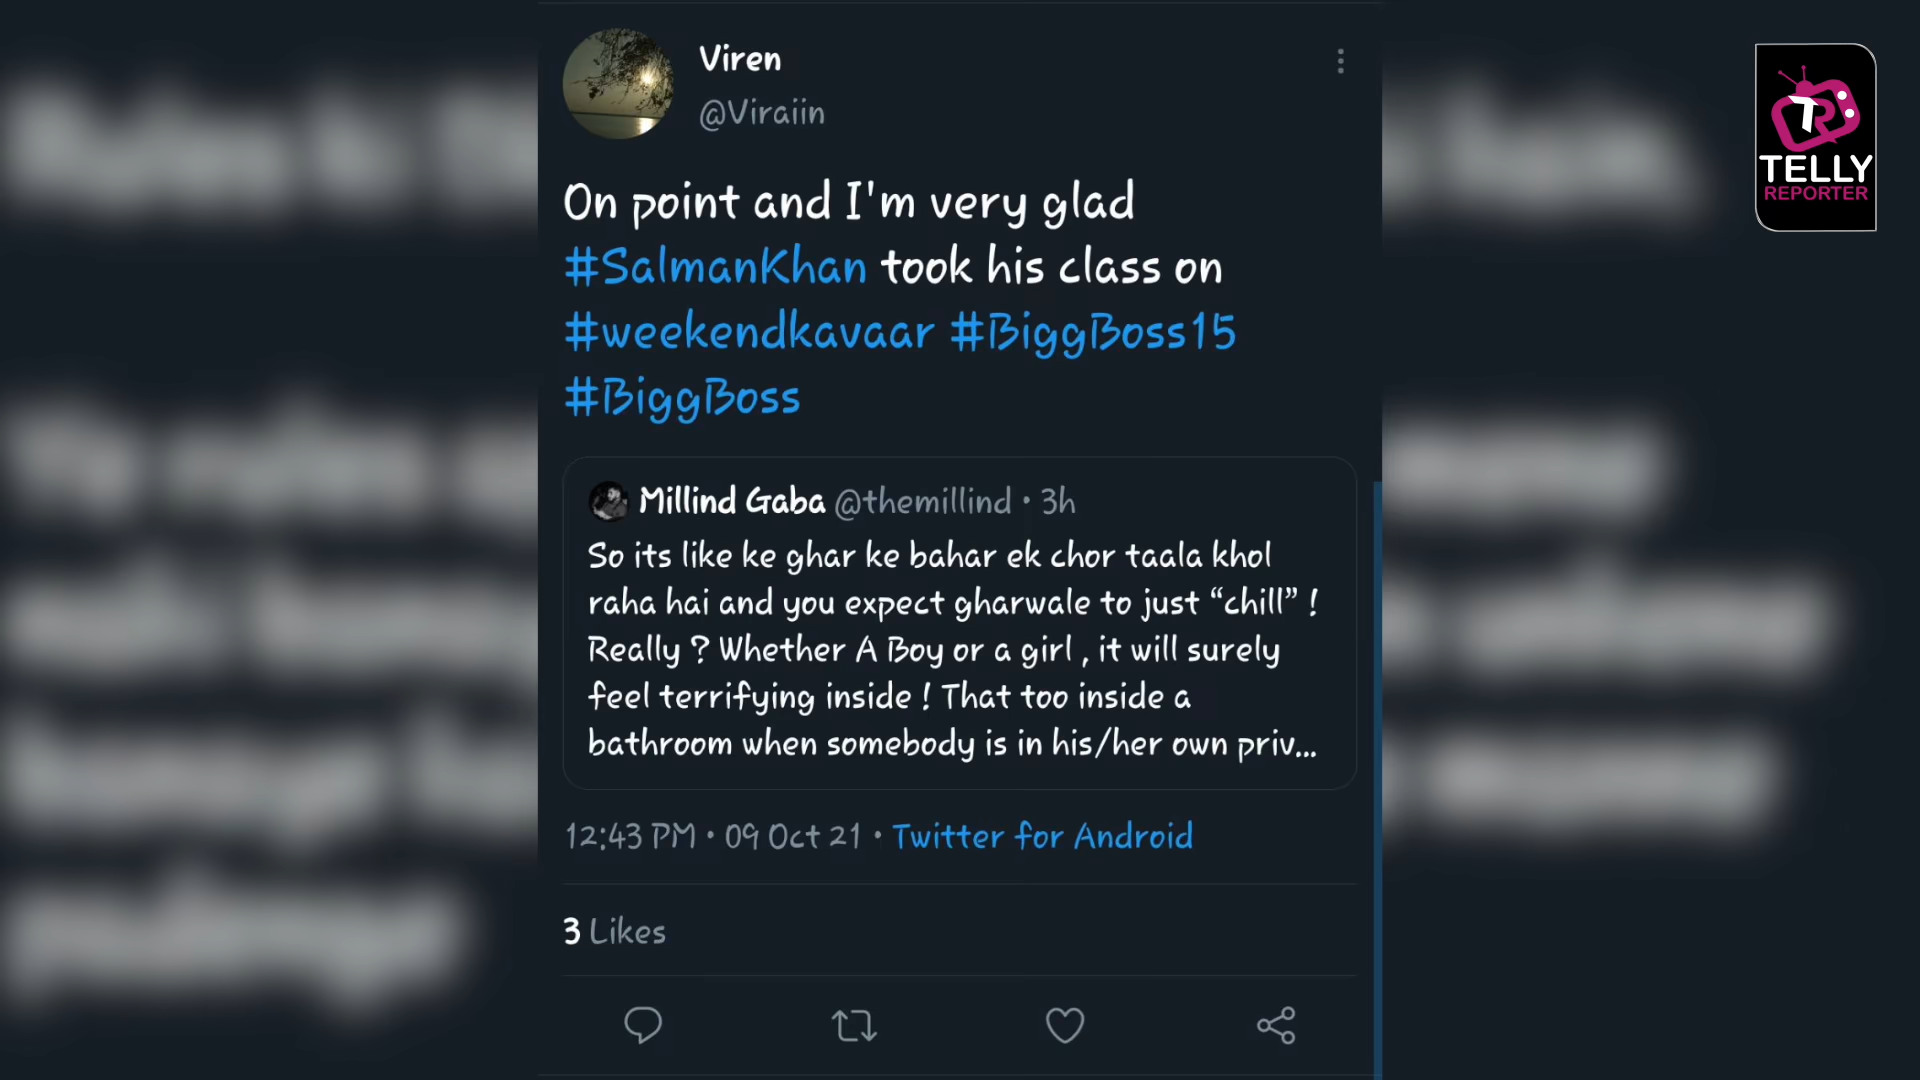 Viren
@Viraiin
On point and I'm very glad
#SalmanKhan took his class on
#weekendkavaar #BiggBoss15
#BiggBoss
Millind Gaba @themillind • 3h
So its like ke ghar ke bahar ek chor taala khol
raha hai and you expect gharwale to just “chill” !
Really ? Whether A Boy or a girl , it will surely
feel terrifying inside ! That too inside a
bathroom when somebody is in his/her own priv...
12:43 PM • 09 Oct 21 • Twitter for Android
3 Likes
TR
TELLY
REPORTER